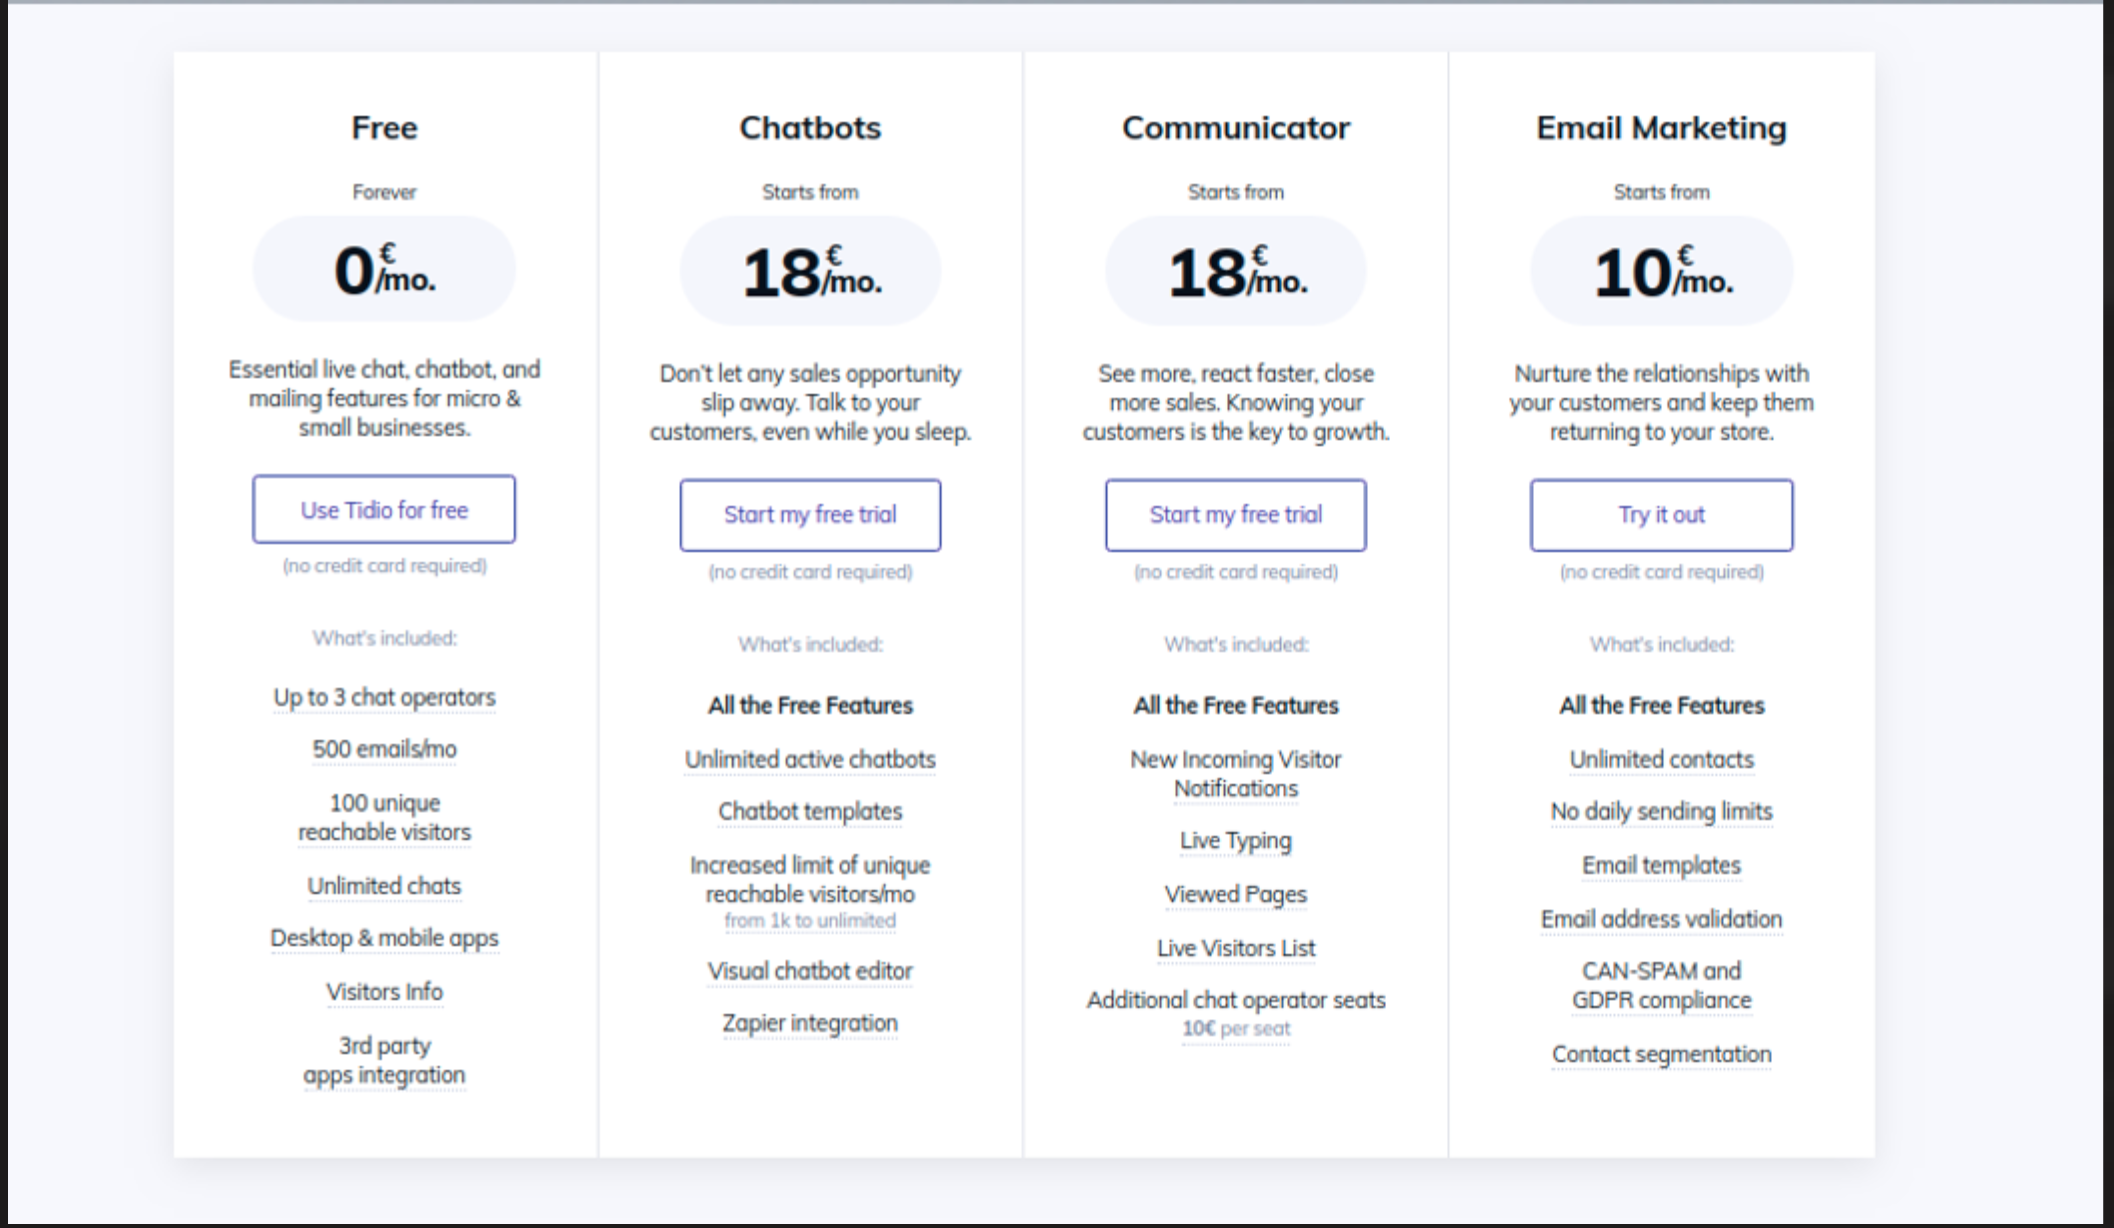 Free
Forever
0€/mo.
Essential live chat, chatbot, and
mailing features for micro &
small businesses.
Use Tidio for free
(no credit card required)
What's included:
Up to 3 chat operators
500 emails/mo
100 unique
reachable visitors
Unlimited chats
Desktop & mobile apps
Visitors Info
3rd party
apps integration
Chatbots
Starts from
18€/mo.
Don't let any sales opportunity
slip away. Talk to your
customers, even while you sleep.
Start my free trial
(no credit card required)
What's included:
All the Free Features
Unlimited active chatbots
Chatbot templates
Increased limit of unique
reachable visitors/mo
from 1k to unlimited
Visual chatbot editor
Zapier integration
Communicator
Starts from
18€/mo.
See more, react faster, close
more sales. Knowing your
customers is the key to growth.
Start my free trial
(no credit card required)
What's included:
All the Free Features
New Incoming Visitor
Notifications
Live Typing
Viewed Pages
Live Visitors List
Additional chat operator seats
10€ per seat
Email Marketing
Starts from
10€/mo.
Nurture the relationships with
your customers and keep them
returning to your store.
Try it out
(no credit card required)
What's included:
All the Free Features
Unlimited contacts
No daily sending limits
Email templates
Email address validation
CAN-SPAM and
GDPR compliance
Contact segmentation